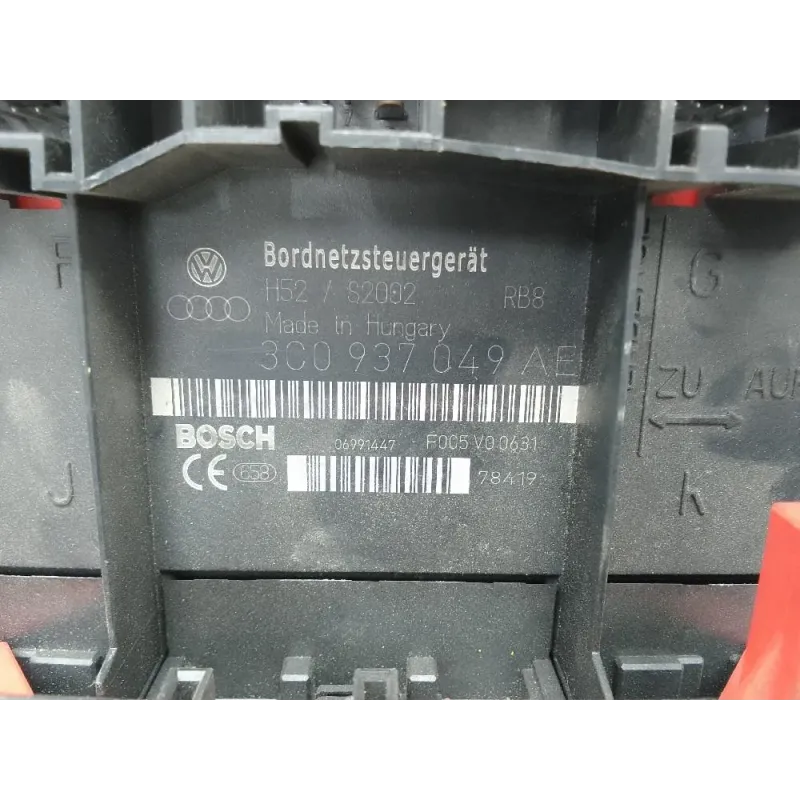 Bordnetzsteuergerät
H52 / S2002 RB8
Made in Hungary
3C0 937 049 AE
BOSCH 06991447 F005 V0 0631
CE 658 78419
F
J
G
ZU AUF
K